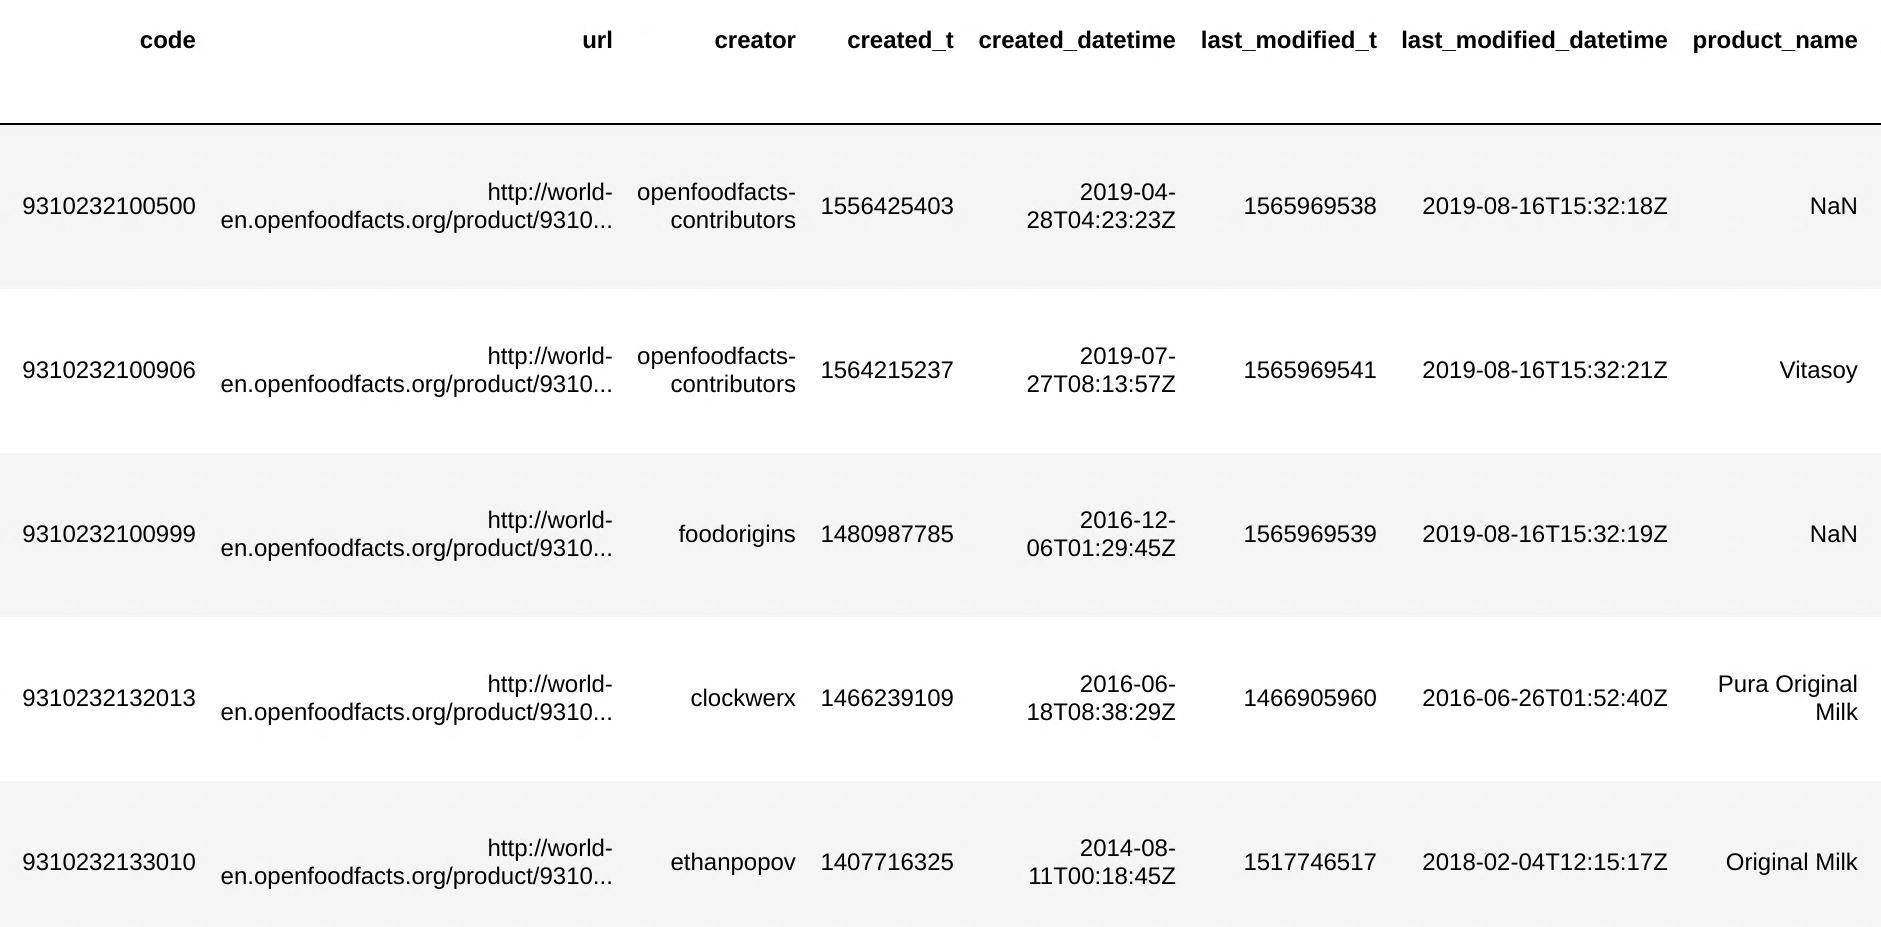 code url creator created_t created_datetime last_modified_t last_modified_datetime product_name
http://world- openfoodfacts- 2019-04-
9310232100500 1556425403 1565969538 2019-08-16T15:32:18Z NaN
en.openfoodfacts.org/product/9310... contributors 28T04:23:23Z
http://world- openfoodfacts- 2019-07-
9310232100906 1564215237 1565969541 2019-08-16T15:32:21Z Vitasoy
en.openfoodfacts.org/product/9310... contributors 27T08:13:57Z
http://world- 2016-12-
9310232100999 foodorigins 1480987785 1565969539 2019-08-16T15:32:19Z NaN
en.openfoodfacts.org/product/9310... 06T01:29:45Z
http://world- 2016-06- Pura Original
9310232132013 clockwerx 1466239109 1466905960 2016-06-26T01:52:40Z
en.openfoodfacts.org/product/9310... 18T08:38:29Z Milk
http://world- 2014-08-
9310232133010 ethanpopov 1407716325 1517746517 2018-02-04T12:15:17Z Original Milk
en.openfoodfacts.org/product/9310... 11T00:18:45Z